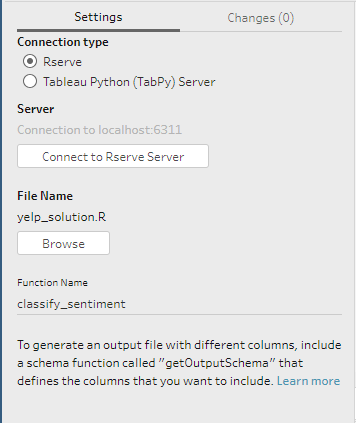 Settings
Changes (0)
Connection type
Rserve
Tableau Python (TabPy) Server
Server
Connection to localhost:6311
Connect to Rserve Server
File Name
yelp_solution.R
Browse
Function Name
classify_sentiment
To generate an output file with different columns, include
a schema function called "getOutputSchema" that
defines the columns that you want to include. Learn more